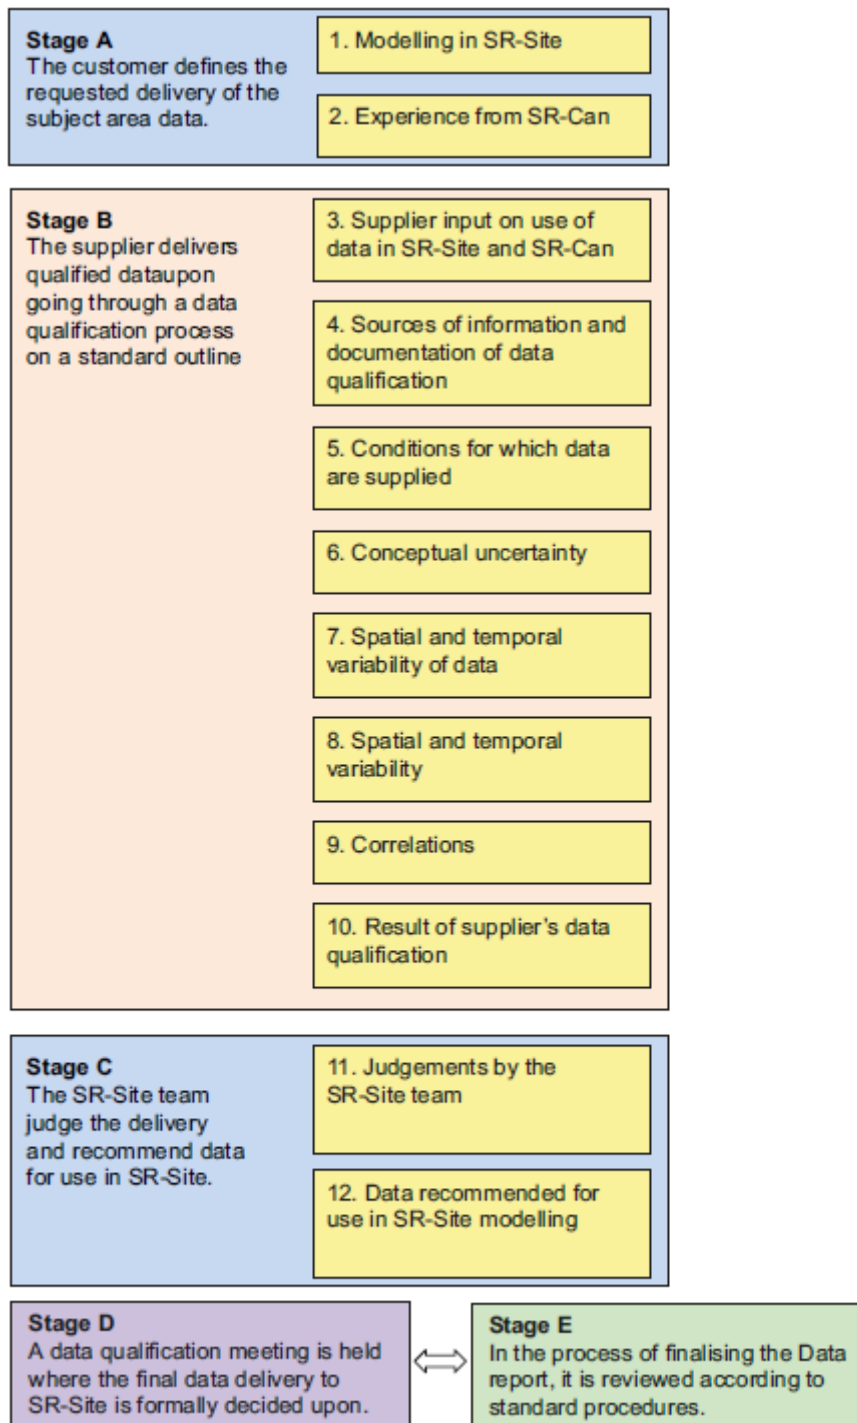 Stage A
The customer defines the
requested delivery of the
subject area data.
1. Modelling in SR-Site
2. Experience from SR-Can
Stage B
The supplier delivers
qualified dataupon
going through a data
qualification process
on a standard outline
3. Supplier input on use of
data in SR-Site and SR-Can
4. Sources of information and
documentation of data
qualification
5. Conditions for which data
are supplied
6. Conceptual uncertainty
7. Spatial and temporal
variability of data
8. Spatial and temporal
variability
9. Correlations
10. Result of supplier's data
qualification
Stage C
The SR-Site team
judge the delivery
and recommend data
for use in SR-Site.
11. Judgements by the
SR-Site team
12. Data recommended for
use in SR-Site modelling
Stage D
A data qualification meeting is held
where the final data delivery to
SR-Site is formally decided upon.
Stage E
In the process of finalising the Data
report, it is reviewed according to
standard procedures.